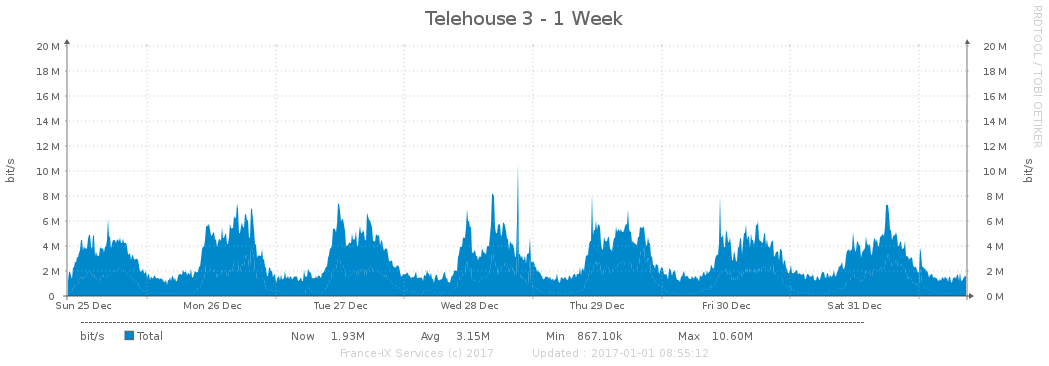 Telehouse 3 - 1 Week
RRDTOOL / TOBI OETIKER
bit/s
bit/s
20 M 20 M
18 M 18 M
16 M 16 M
14 M 14 M
12 M 12 M
10 M 10 M
8 M 8 M
6 M 6 M
4 M 4 M
2 M 2 M
0 0 M
Sun 25 Dec Mon 26 Dec Tue 27 Dec Wed 28 Dec Thu 29 Dec Fri 30 Dec Sat 31 Dec
bit/s Total Now 1.93M Avg 3.15M Min 867.10k Max 10.60M
France-IX Services (c) 2017 Updated : 2017-01-01 08:55:12